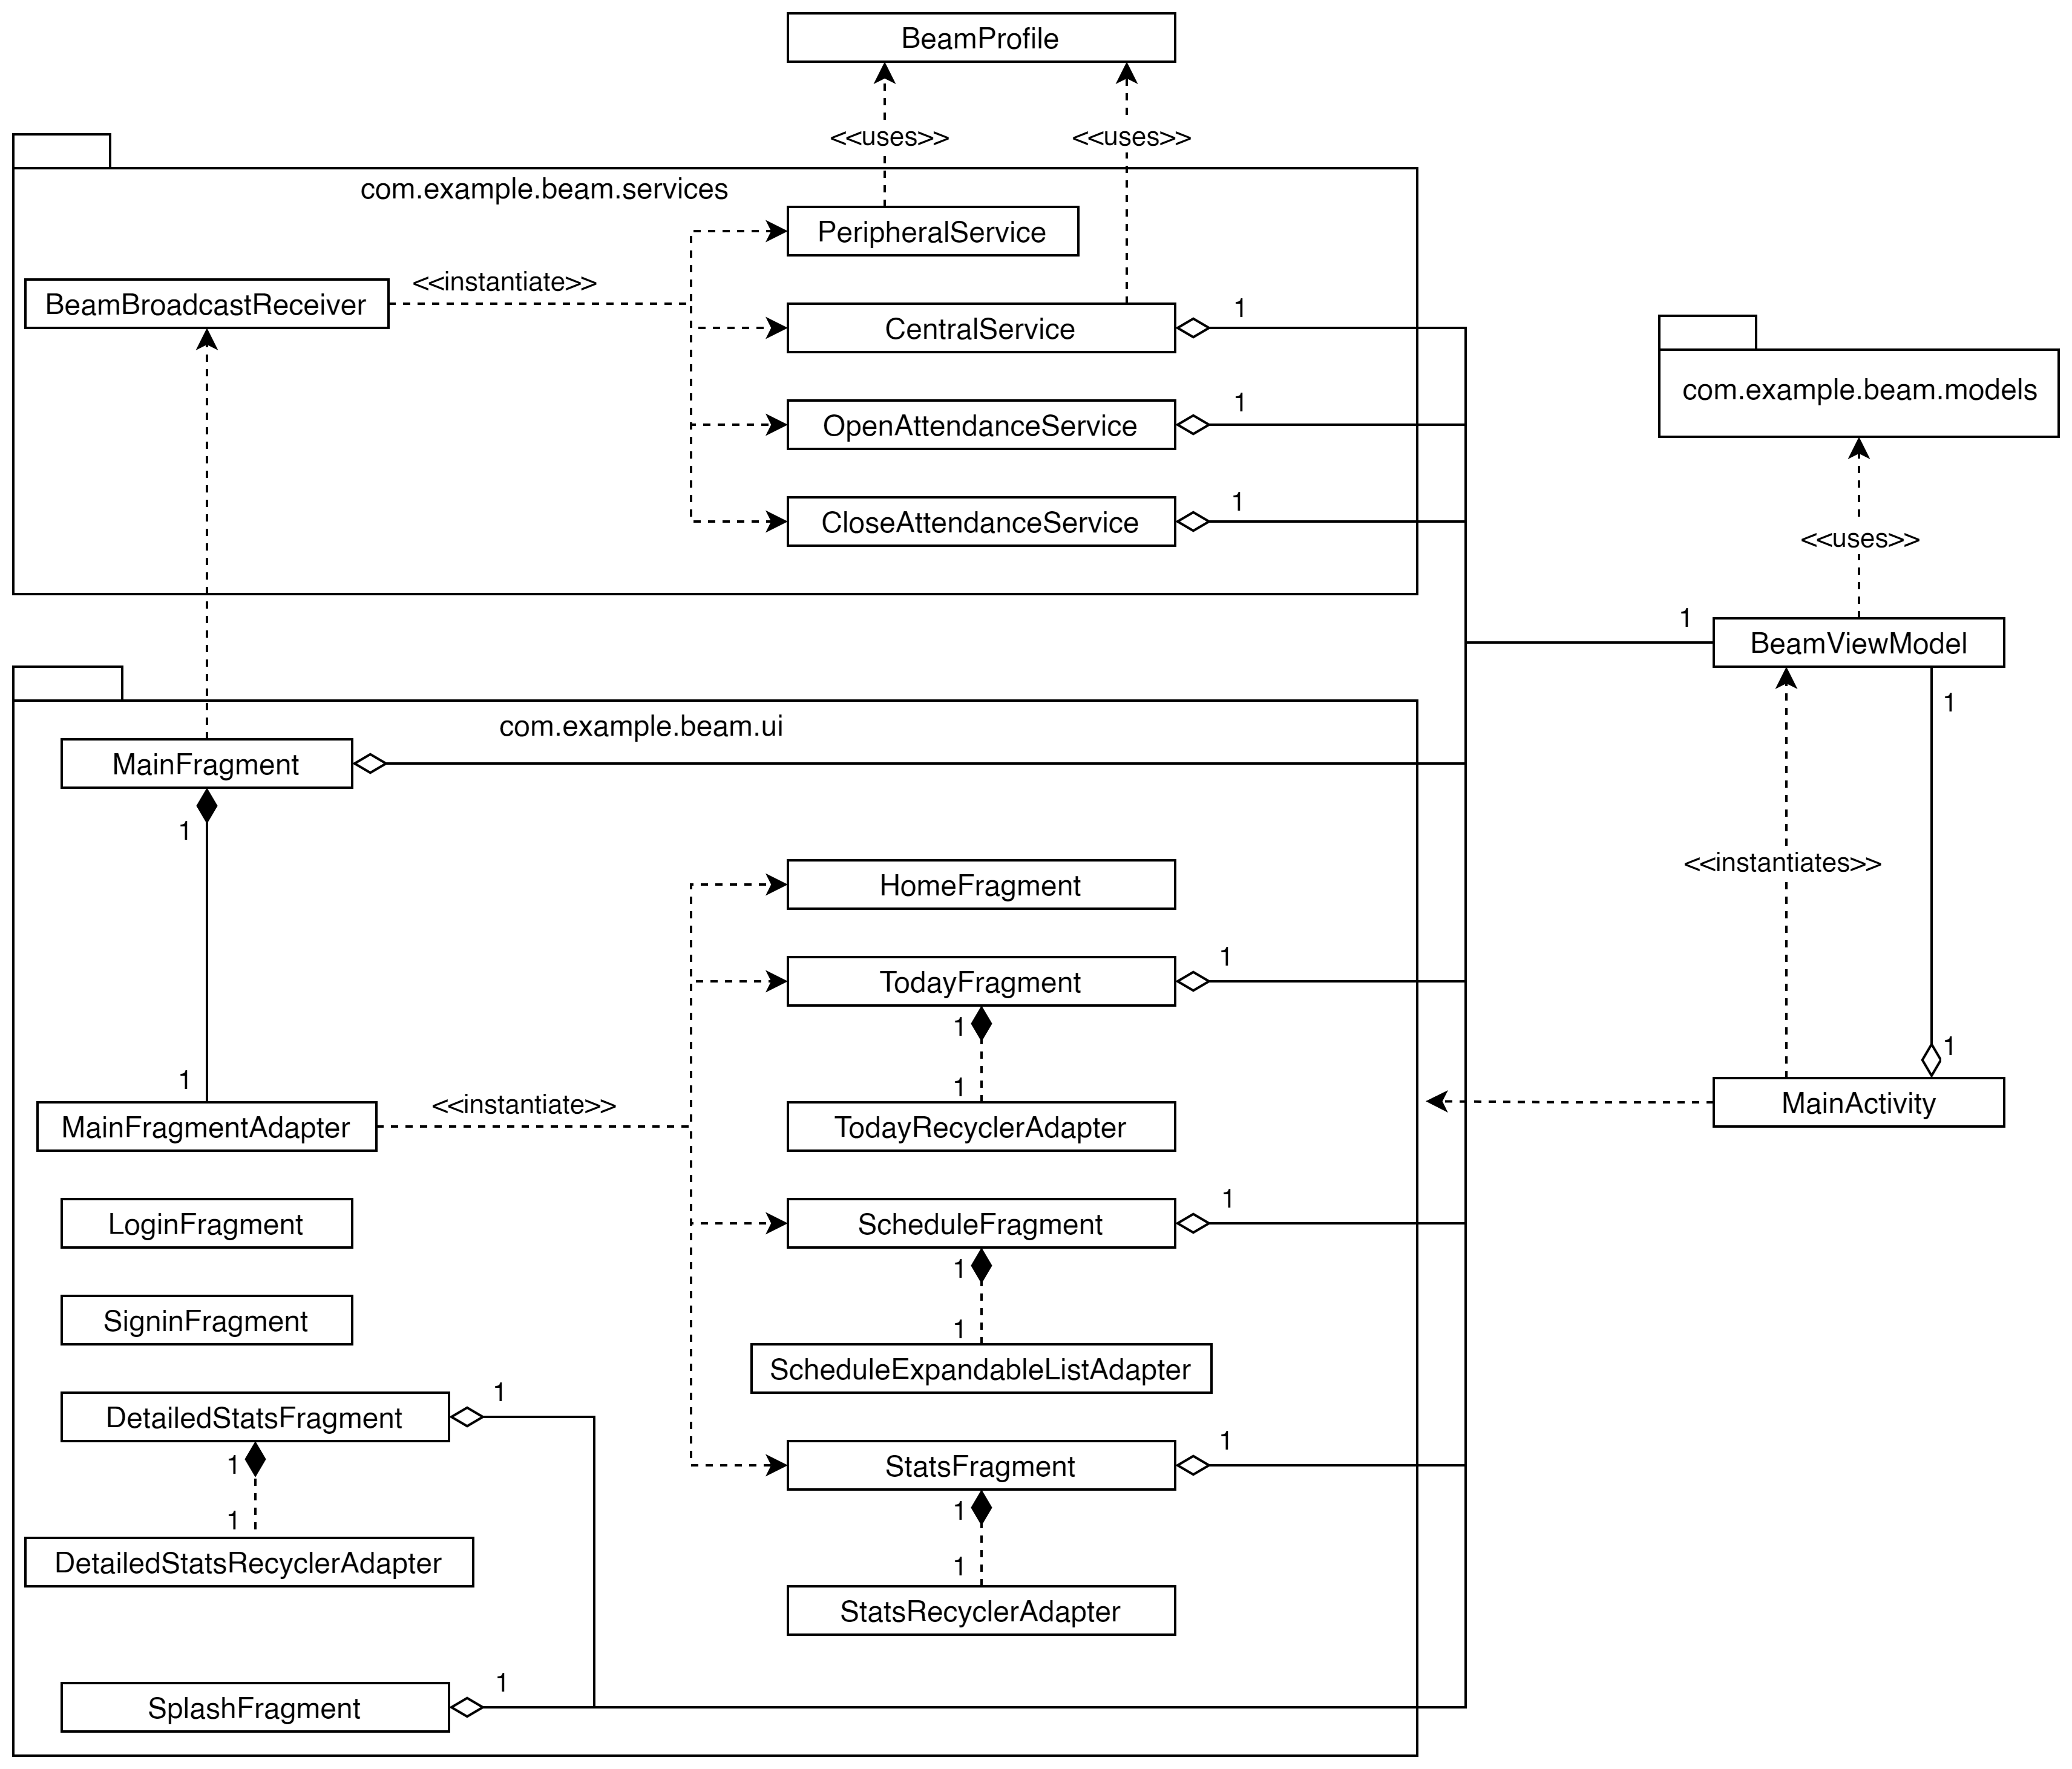 BeamProfile
<<uses>>
<<uses>>
com.example.beam.services
PeripheralService
BeamBroadcastReceiver
<<instantiate>>
CentralService
1
OpenAttendanceService
1
CloseAttendanceService
1
com.example.beam.models
<<uses>>
1
BeamViewModel
1
com.example.beam.ui
MainFragment
1
<<instantiates>>
HomeFragment
TodayFragment
1
1
1
1
1
MainActivity
MainFragmentAdapter
<<instantiate>>
TodayRecyclerAdapter
LoginFragment
ScheduleFragment
1
1
1
SigninFragment
ScheduleExpandableListAdapter
DetailedStatsFragment
1
1
1
StatsFragment
1
1
1
DetailedStatsRecyclerAdapter
StatsRecyclerAdapter
SplashFragment
1